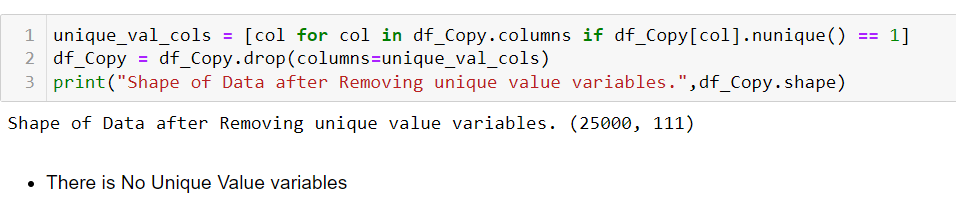 1 unique_val_cols = [col for col in df_Copy.columns if df_Copy[col].nunique() == 1]
2 df_Copy = df_Copy.drop(columns=unique_val_cols)
3 print("Shape of Data after Removing unique value variables.",df_Copy.shape)
Shape of Data after Removing unique value variables. (25000, 111)
• There is No Unique Value variables